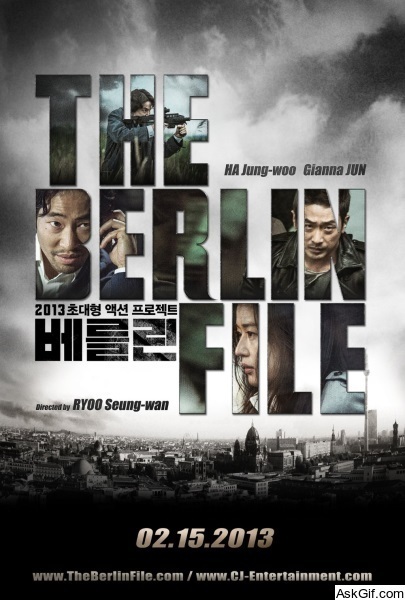 THE
HA Jung-woo Gianna JUN
BERLIN
2013 초대형 액션 프로젝트
베를린
FILE
Directed by RYOO Seung-wan
02.15.2013
www.TheBerlinFile.com / www.CJ-Entertainment.com
AskGif.com